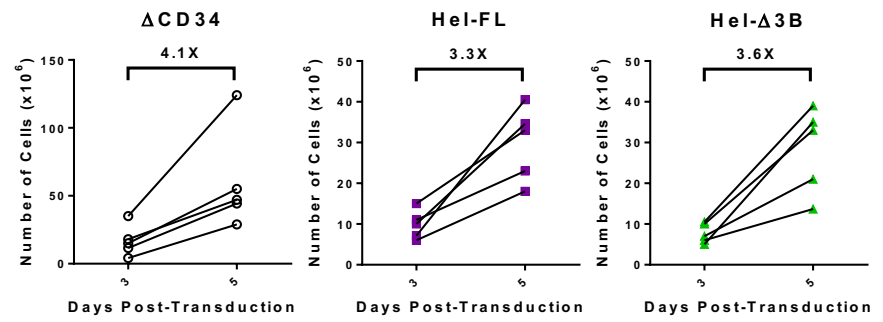 ΔCD34
4.1X
Number of Cells (x10⁶)
150
100
50
0
3
5
Days Post-Transduction
Hel-FL
3.3X
Number of Cells (x10⁶)
50
40
30
20
10
0
3
5
Days Post-Transduction
Hel-Δ3B
3.6X
Number of Cells (x10⁶)
50
40
30
20
10
0
3
5
Days Post-Transduction